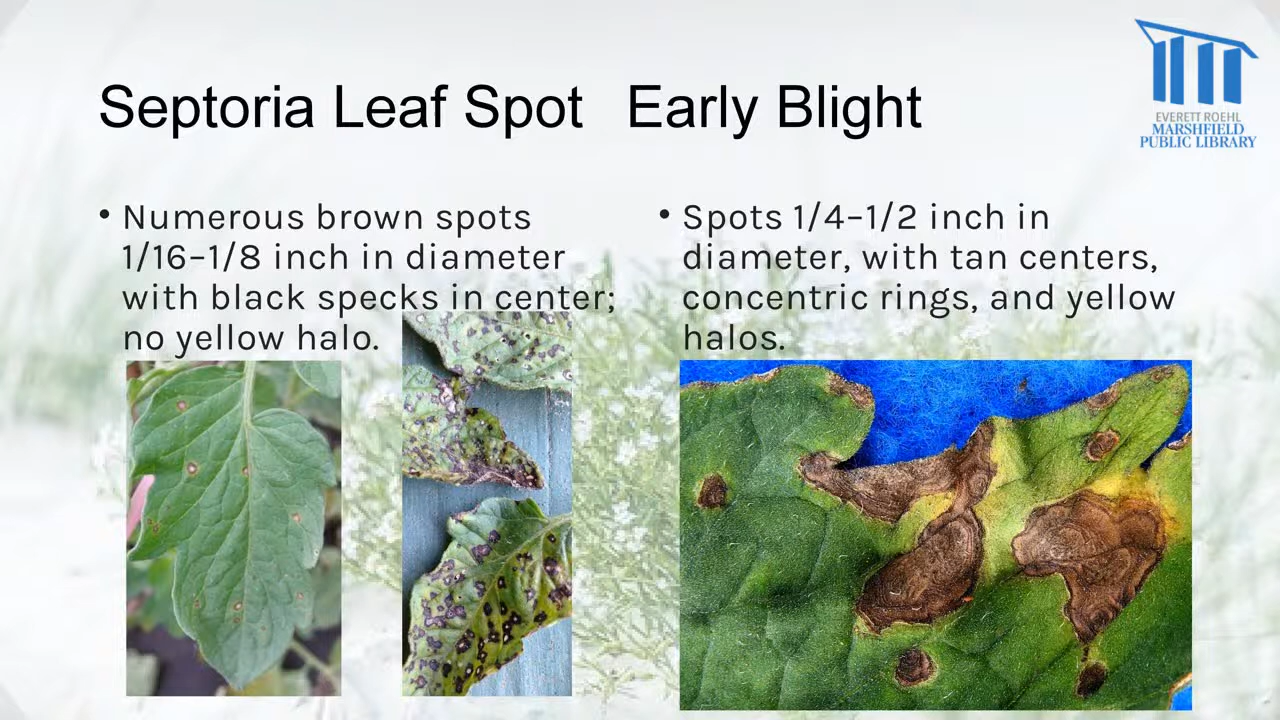 Septoria Leaf Spot Early Blight
EVERETT ROEHL
MARSHFIELD
PUBLIC LIBRARY
• Numerous brown spots
1/16–1/8 inch in diameter
with black specks in center;
no yellow halo.
• Spots 1/4–1/2 inch in
diameter, with tan centers,
concentric rings, and yellow
halos.